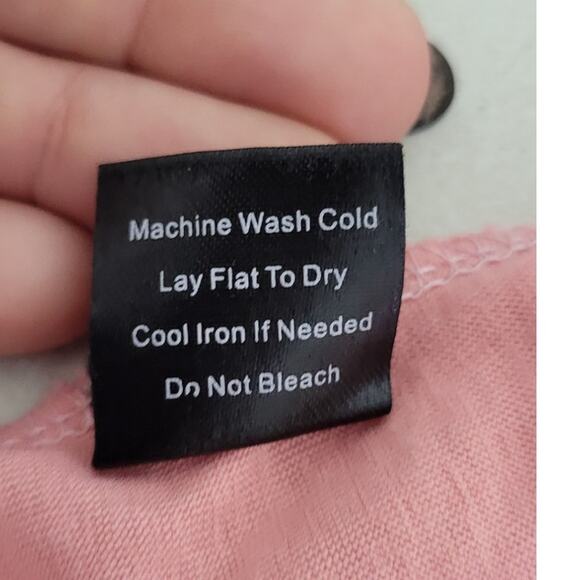 Machine Wash Cold
Lay Flat To Dry
Cool Iron If Needed
Do Not Bleach